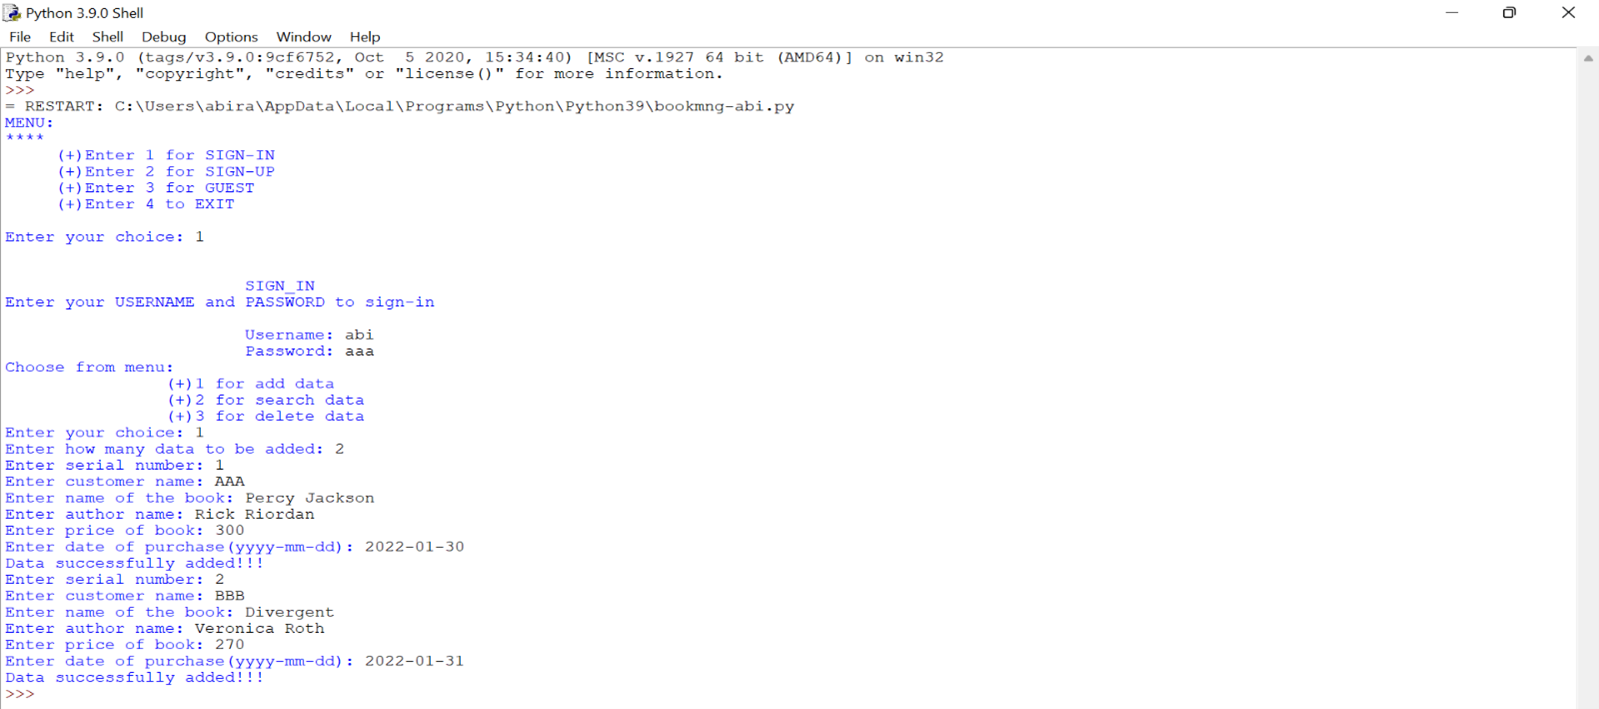 Python 3.9.0 Shell
File Edit Shell Debug Options Window Help
Python 3.9.0 (tags/v3.9.0:9cf6752, Oct  5 2020, 15:34:40) [MSC v.1927 64 bit (AMD64)] on win32
Type "help", "copyright", "credits" or "license()" for more information.
>>>
= RESTART: C:\Users\abira\AppData\Local\Programs\Python\Python39\bookmng-abi.py
MENU:
****
(+)Enter 1 for SIGN-IN
(+)Enter 2 for SIGN-UP
(+)Enter 3 for GUEST
(+)Enter 4 to EXIT
Enter your choice: 1
SIGN_IN
Enter your USERNAME and PASSWORD to sign-in
Username: abi
Password: aaa
Choose from menu:
(+)1 for add data
(+)2 for search data
(+)3 for delete data
Enter your choice: 1
Enter how many data to be added: 2
Enter serial number: 1
Enter customer name: AAA
Enter name of the book: Percy Jackson
Enter author name: Rick Riordan
Enter price of book: 300
Enter date of purchase(yyyy-mm-dd): 2022-01-30
Data successfully added!!!
Enter serial number: 2
Enter customer name: BBB
Enter name of the book: Divergent
Enter author name: Veronica Roth
Enter price of book: 270
Enter date of purchase(yyyy-mm-dd): 2022-01-31
Data successfully added!!!
>>>